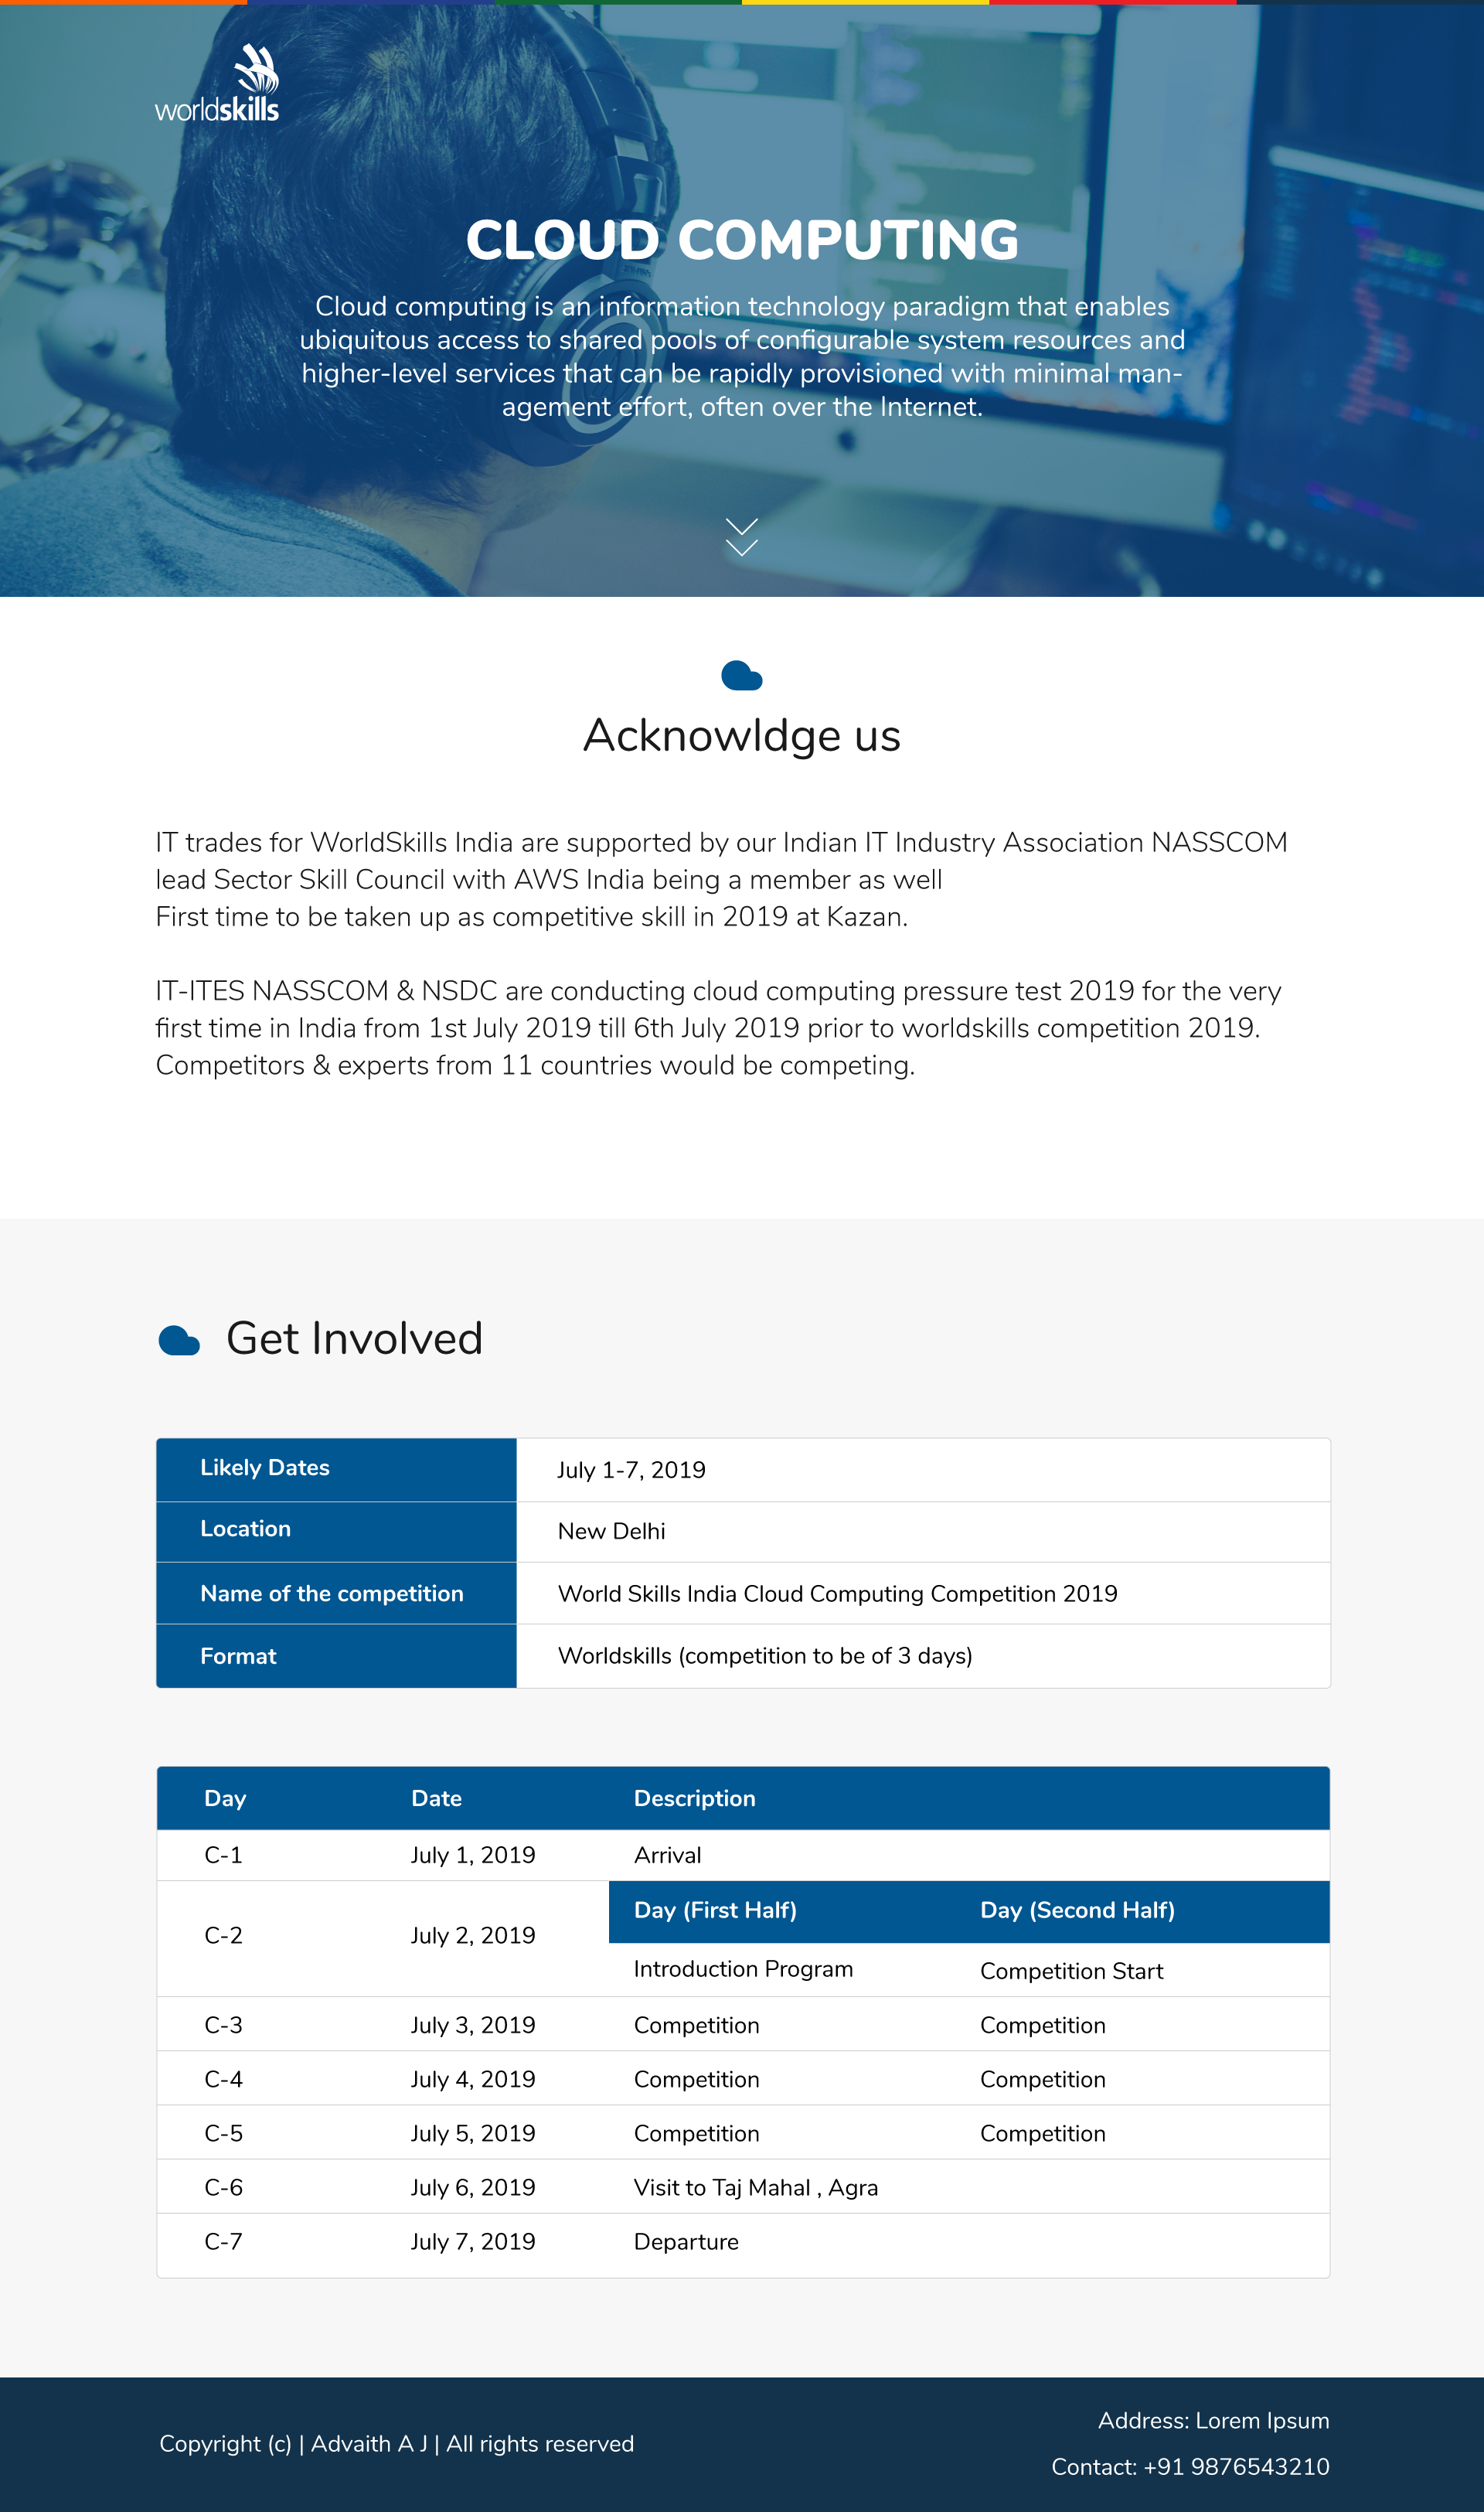 worldskills
CLOUD COMPUTING
Cloud computing is an information technology paradigm that enables
ubiquitous access to shared pools of configurable system resources and
higher-level services that can be rapidly provisioned with minimal man-
agement effort, often over the Internet.
Acknowldge us
IT trades for WorldSkills India are supported by our Indian IT Industry Association NASSCOM
lead Sector Skill Council with AWS India being a member as well
First time to be taken up as competitive skill in 2019 at Kazan.
IT-ITES NASSCOM & NSDC are conducting cloud computing pressure test 2019 for the very
first time in India from 1st July 2019 till 6th July 2019 prior to worldskills competition 2019.
Competitors & experts from 11 countries would be competing.
Get Involved
Likely Dates July 1-7, 2019
Location New Delhi
Name of the competition World Skills India Cloud Computing Competition 2019
Format Worldskills (competition to be of 3 days)
Day Date Description
C-1 July 1, 2019 Arrival
Day (First Half) Day (Second Half)
C-2 July 2, 2019
Introduction Program Competition Start
C-3 July 3, 2019 Competition Competition
C-4 July 4, 2019 Competition Competition
C-5 July 5, 2019 Competition Competition
C-6 July 6, 2019 Visit to Taj Mahal , Agra
C-7 July 7, 2019 Departure
Copyright (c) | Advaith A J | All rights reserved
Address: Lorem Ipsum
Contact: +91 9876543210